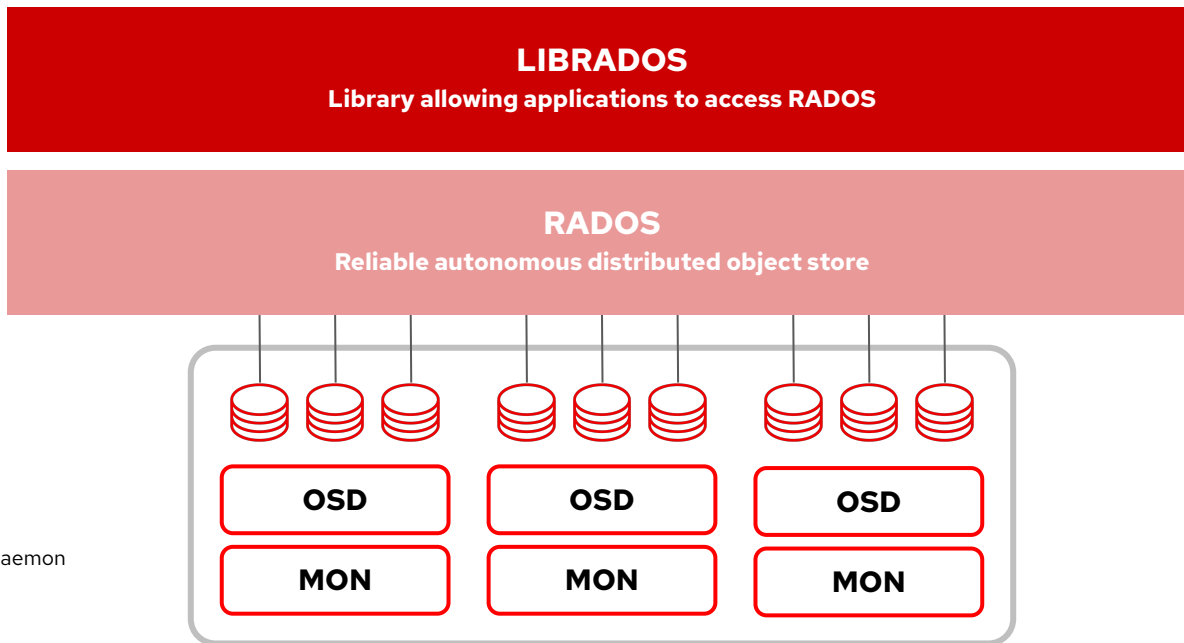 LIBRADOS
Library allowing applications to access RADOS
RADOS
Reliable autonomous distributed object store
OSD OSD OSD
aemon
MON MON MON